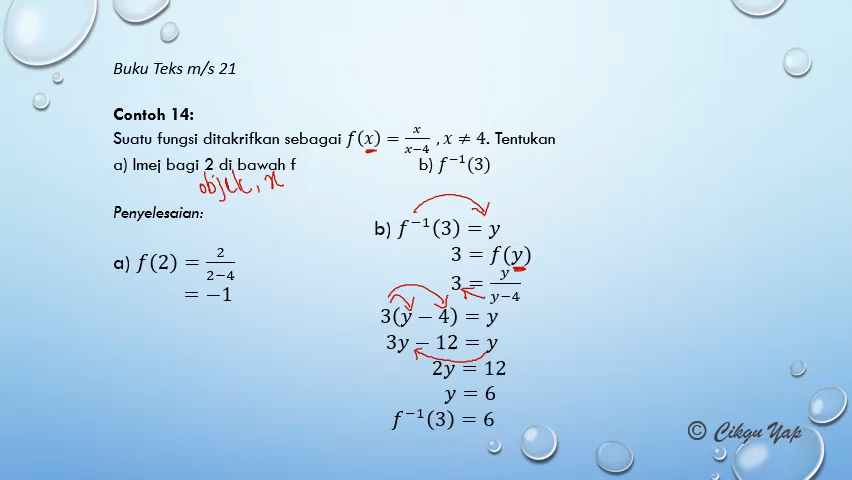 Buku Teks m/s 21
Contoh 14:
Suatu fungsi ditakrifkan sebagai f(x) = x/(x−4) , x ≠ 4. Tentukan
a) Imej bagi 2 di bawah f b) f⁻¹(3)
objek, x
Penyelesaian:
a) f(2) = 2/(2−4)
= −1
b) f⁻¹(3) = y
3 = f(y)
3 = y/(y−4)
3(y − 4) = y
3y − 12 = y
2y = 12
y = 6
f⁻¹(3) = 6
© Cikgu Yap